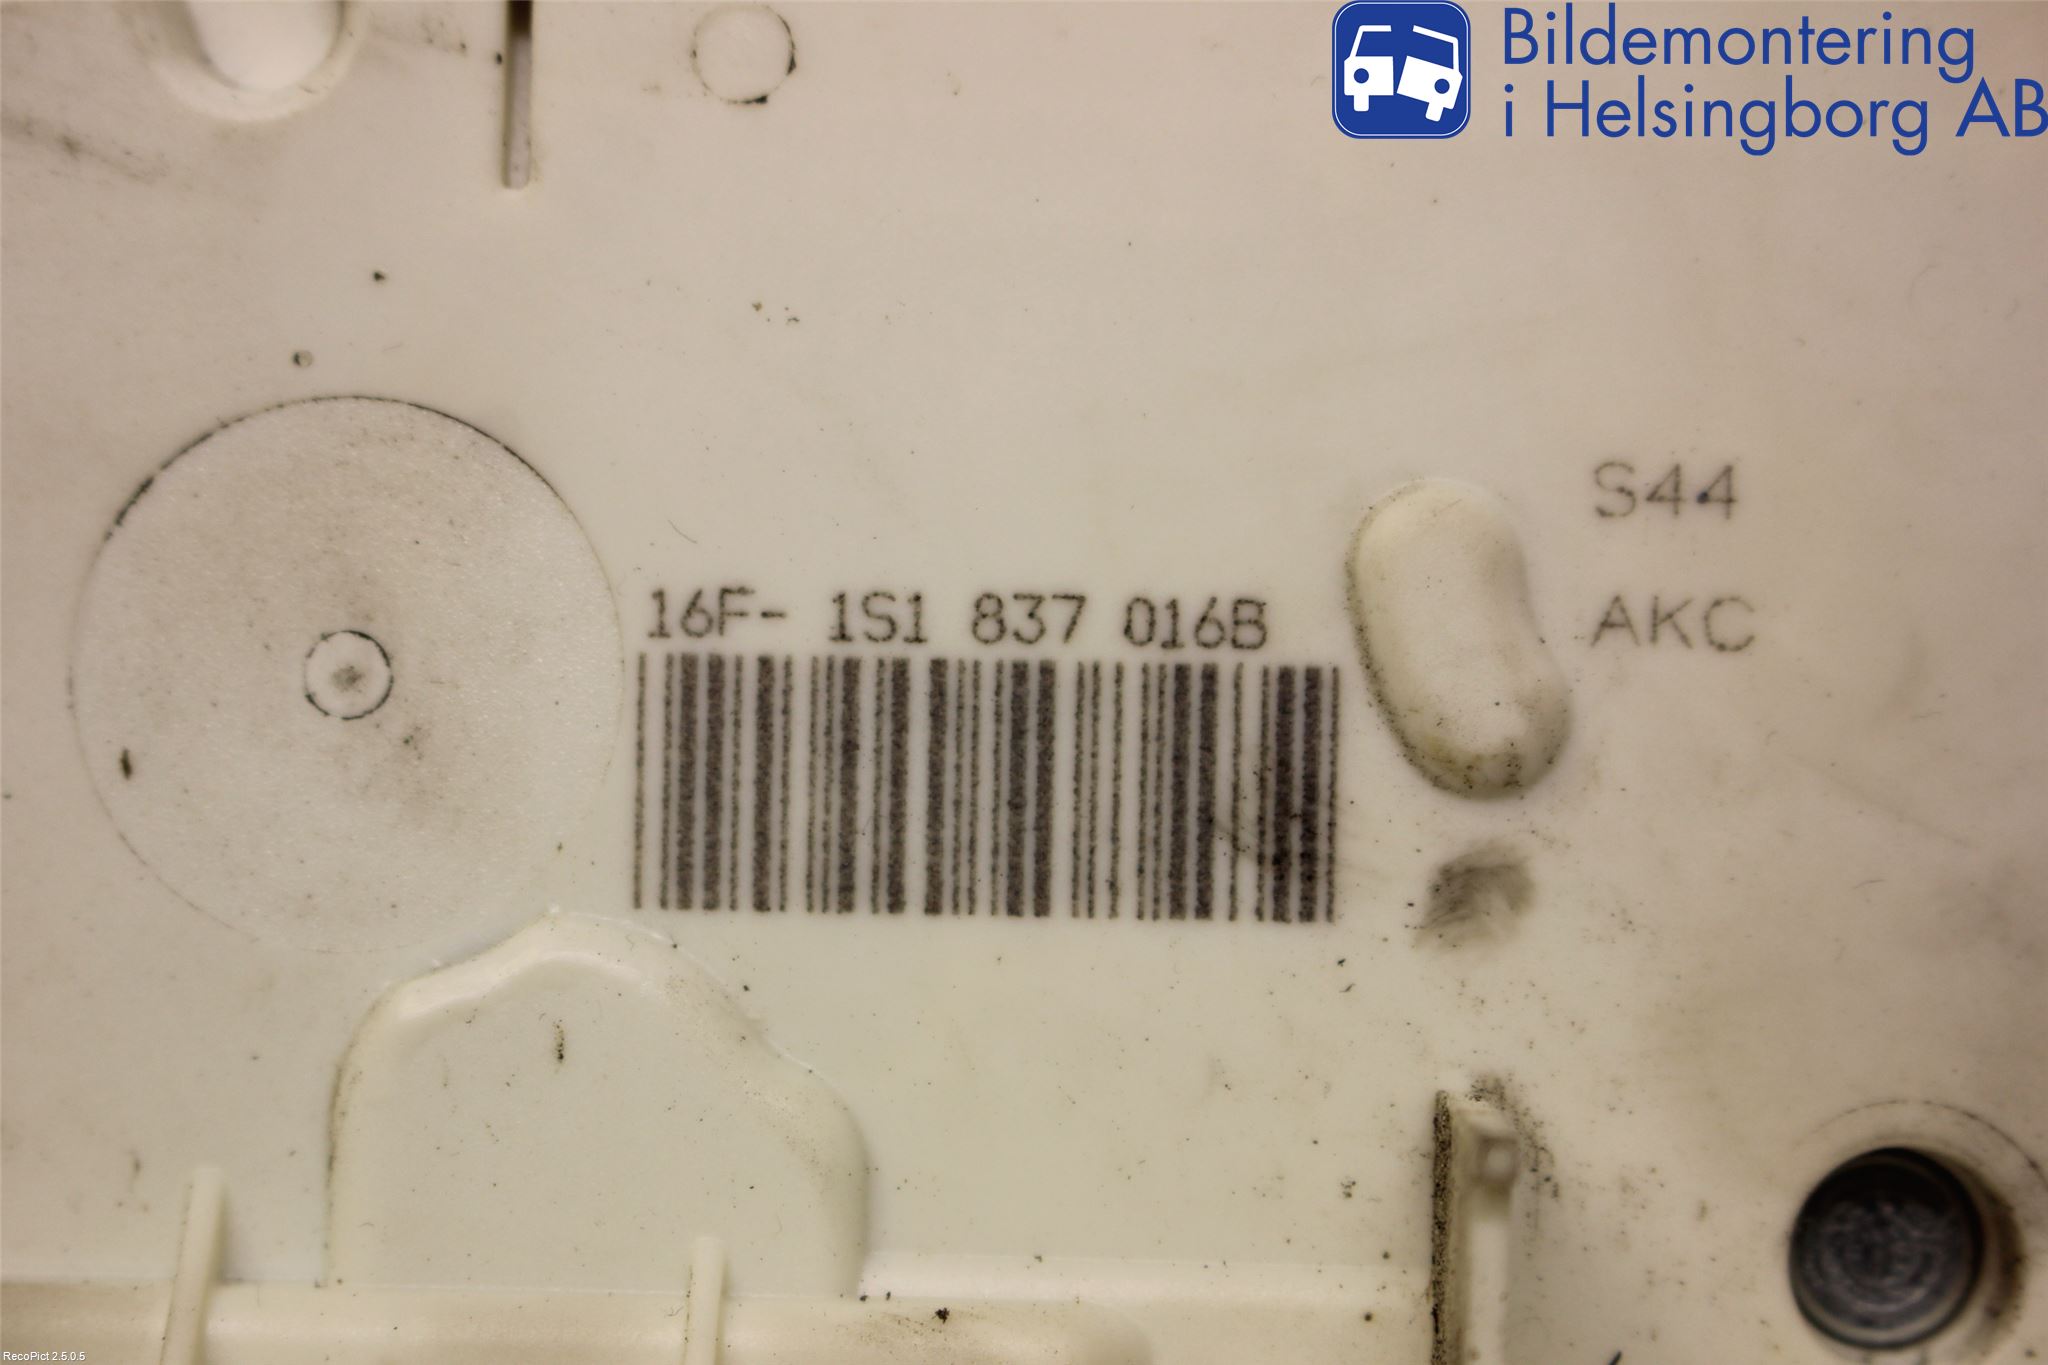 Bildemontering
i Helsingborg AB
S44
16F- 1S1 837 016B
AKC
RecoPict 2.5.0.5